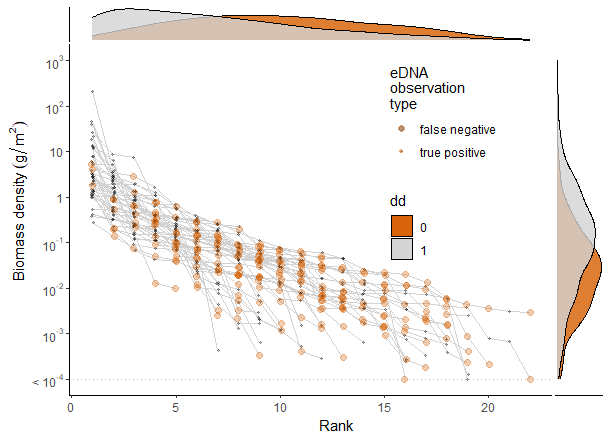 10³
10²
10
1
10⁻¹
10⁻²
10⁻³
< 10⁻⁴
Biomass density (g/m²)
0
5
10
15
20
Rank
eDNA
observation
type
false negative
true positive
dd
0
1